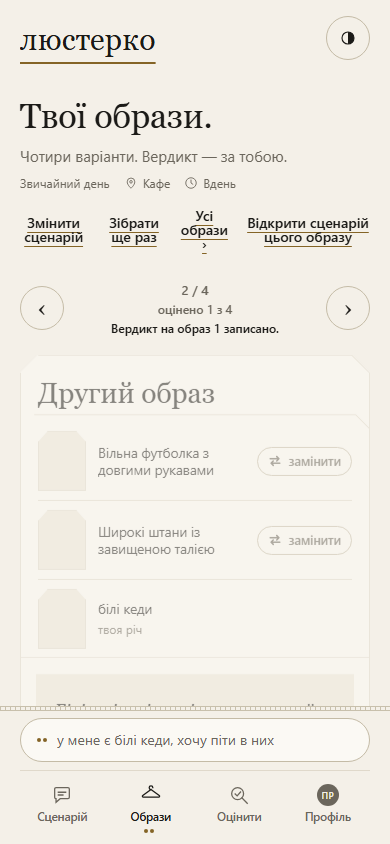 люстерко
Твої образи.
Чотири варіанти. Вердикт — за тобою.
Звичайний день Кафе Вдень
Змінити
сценарій
Зібрати
ще раз
Усі
образи
›
Відкрити сценарій
цього образу
‹
2 / 4
оцінено 1 з 4
Вердикт на образ 1 записано.
›
Другий образ
Вільна футболка з
довгими рукавами
замінити
Широкі штани із
завищеною талією
замінити
білі кеди
твоя річ
у мене є білі кеди, хочу піти в них
Сценарій
Образи
Оцінити
ПР
Профіль